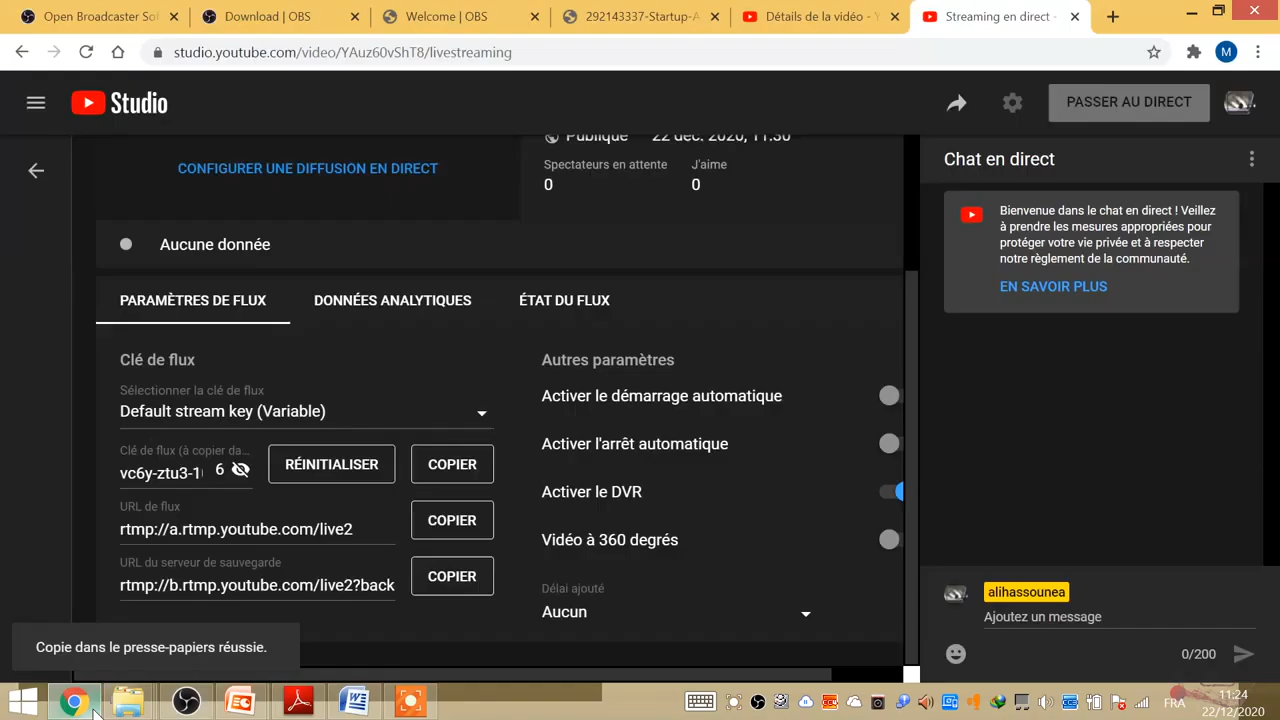 Open Broadcaster Sof
Download | OBS
Welcome | OBS
292143337-Startup-A
Détails de la vidéo - Y
Streaming en direct -
studio.youtube.com/video/YAuz60vShT8/livestreaming
M
Studio
PASSER AU DIRECT
Publique 22 déc. 2020, 11:30
CONFIGURER UNE DIFFUSION EN DIRECT
Spectateurs en attente
J'aime
0
0
Aucune donnée
PARAMÈTRES DE FLUX
DONNÉES ANALYTIQUES
ÉTAT DU FLUX
Clé de flux
Sélectionner la clé de flux
Default stream key (Variable)
Clé de flux (à copier da...
vc6y-ztu3-1 6
RÉINITIALISER
COPIER
URL de flux
rtmp://a.rtmp.youtube.com/live2
COPIER
URL du serveur de sauvegarde
rtmp://b.rtmp.youtube.com/live2?back
COPIER
Autres paramètres
Activer le démarrage automatique
Activer l'arrêt automatique
Activer le DVR
Vidéo à 360 degrés
Délai ajouté
Aucun
Chat en direct
Bienvenue dans le chat en direct ! Veillez
à prendre les mesures appropriées pour
protéger votre vie privée et à respecter
notre règlement de la communauté.
EN SAVOIR PLUS
alihassounea
Ajoutez un message
0/200
Copie dans le presse-papiers réussie.
FRA
11:24
22/12/2020